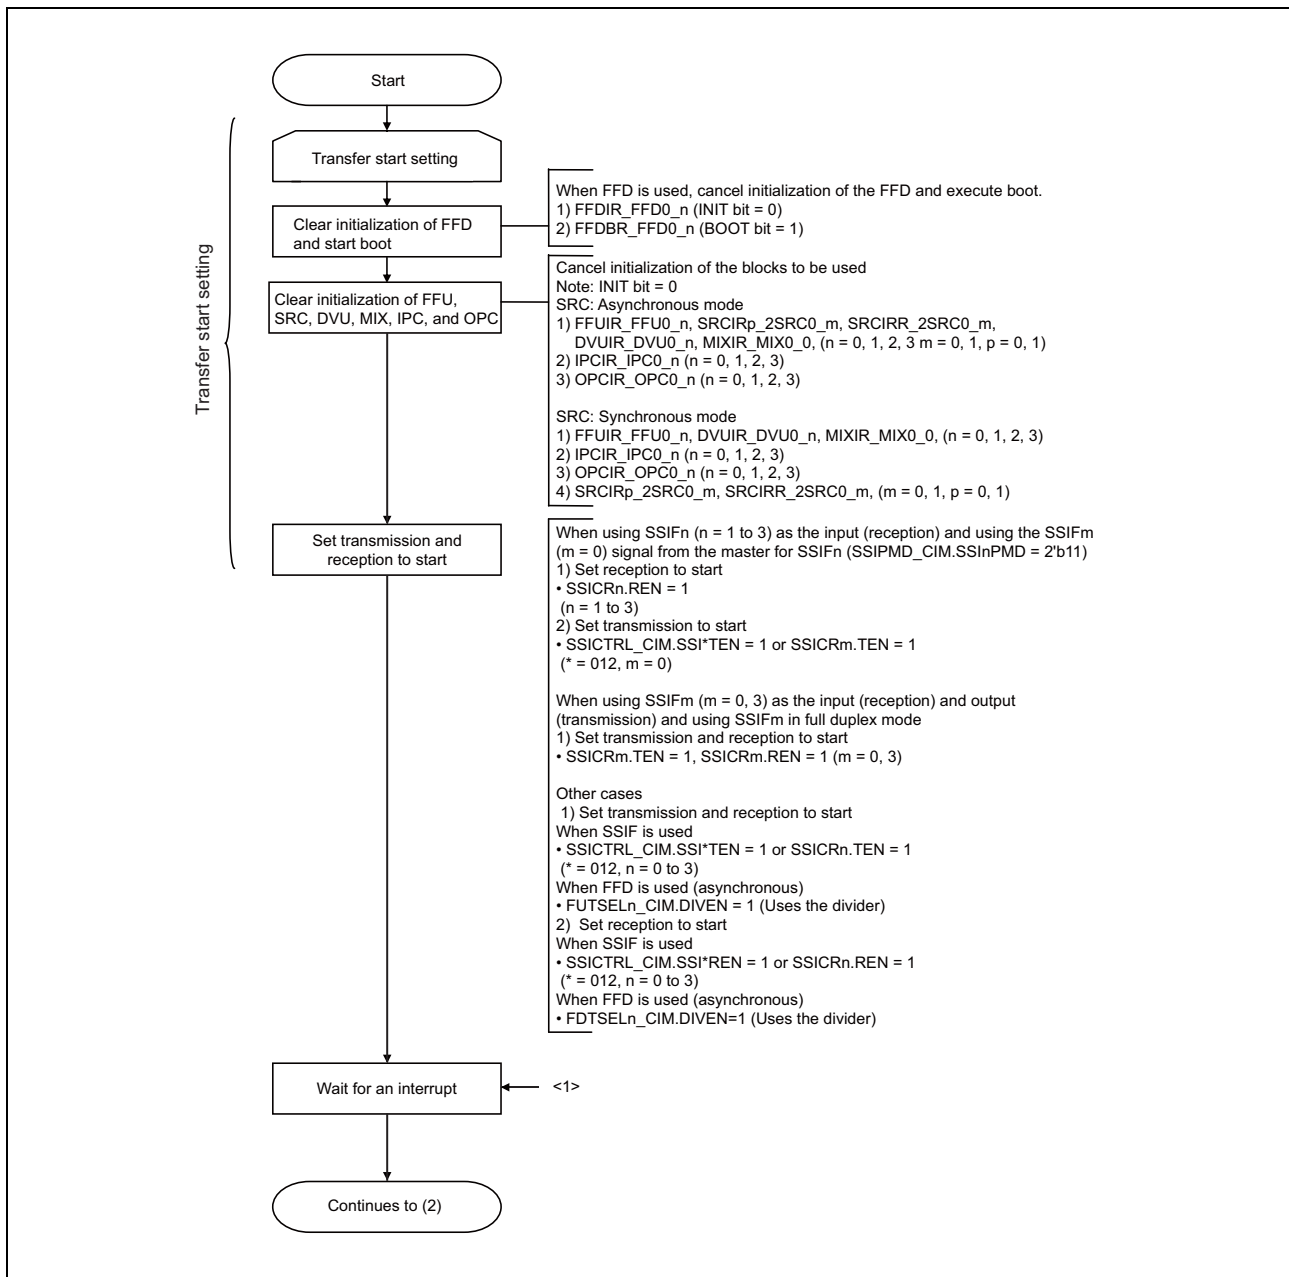 Start
Transfer start setting
Transfer start setting
Clear initialization of FFD
and start boot
When FFD is used, cancel initialization of the FFD and execute boot.
1) FFDIR_FFD0_n (INIT bit = 0)
2) FFDBR_FFD0_n (BOOT bit = 1)
Clear initialization of FFU,
SRC, DVU, MIX, IPC, and OPC
Cancel initialization of the blocks to be used
Note: INIT bit = 0
SRC: Asynchronous mode
1) FFUIR_FFU0_n, SRCIRp_2SRC0_m, SRCIRR_2SRC0_m,
DVUIR_DVU0_n, MIXIR_MIX0_0, (n = 0, 1, 2, 3 m = 0, 1, p = 0, 1)
2) IPCIR_IPC0_n (n = 0, 1, 2, 3)
3) OPCIR_OPC0_n (n = 0, 1, 2, 3)
SRC: Synchronous mode
1) FFUIR_FFU0_n, DVUIR_DVU0_n, MIXIR_MIX0_0, (n = 0, 1, 2, 3)
2) IPCIR_IPC0_n (n = 0, 1, 2, 3)
3) OPCIR_OPC0_n (n = 0, 1, 2, 3)
4) SRCIRp_2SRC0_m, SRCIRR_2SRC0_m, (m = 0, 1, p = 0, 1)
Set transmission and
reception to start
When using SSIFn (n = 1 to 3) as the input (reception) and using the SSIFm
(m = 0) signal from the master for SSIFn (SSIPMD_CIM.SSInPMD = 2'b11)
1) Set reception to start
• SSICRn.REN = 1
(n = 1 to 3)
2) Set transmission to start
• SSICTRL_CIM.SSI*TEN = 1 or SSICRm.TEN = 1
(* = 012, m = 0)
When using SSIFm (m = 0, 3) as the input (reception) and output
(transmission) and using SSIFm in full duplex mode
1) Set transmission and reception to start
• SSICRm.TEN = 1, SSICRm.REN = 1 (m = 0, 3)
Other cases
1) Set transmission and reception to start
When SSIF is used
• SSICTRL_CIM.SSI*TEN = 1 or SSICRn.TEN = 1
(* = 012, n = 0 to 3)
When FFD is used (asynchronous)
• FUTSELn_CIM.DIVEN = 1 (Uses the divider)
2) Set reception to start
When SSIF is used
• SSICTRL_CIM.SSI*REN = 1 or SSICRn.REN = 1
(* = 012, n = 0 to 3)
When FFD is used (asynchronous)
• FDTSELn_CIM.DIVEN=1 (Uses the divider)
Wait for an interrupt
<1>
Continues to (2)